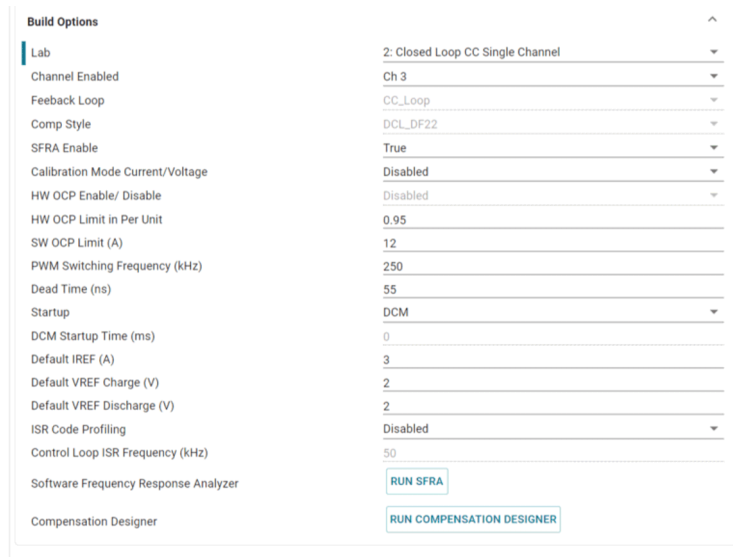 Build Options
Lab 2: Closed Loop CC Single Channel
Channel Enabled Ch 3
Feeback Loop CC_Loop
Comp Style DCL_DF22
SFRA Enable True
Calibration Mode Current/Voltage Disabled
HW OCP Enable/ Disable Disabled
HW OCP Limit in Per Unit 0.95
SW OCP Limit (A) 12
PWM Switching Frequency (kHz) 250
Dead Time (ns) 55
Startup DCM
DCM Startup Time (ms) 0
Default IREF (A) 3
Default VREF Charge (V) 2
Default VREF Discharge (V) 2
ISR Code Profiling Disabled
Control Loop ISR Frequency (kHz) 50
Software Frequency Response Analyzer RUN SFRA
Compensation Designer RUN COMPENSATION DESIGNER